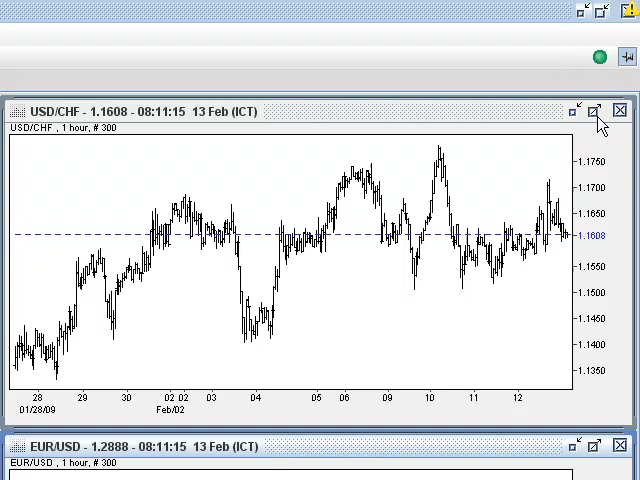 USD/CHF - 1.1608 - 08:11:15 13 Feb (ICT)
USD/CHF , 1 hour, # 300
1.1750
1.1700
1.1650
1.1608
1.1550
1.1500
1.1450
1.1400
1.1350
28 29 30 02 02 03 04 05 06 09 10 11 12
01/28/09 Feb/02
EUR/USD - 1.2888 - 08:11:15 13 Feb (ICT)
EUR/USD , 1 hour, # 300